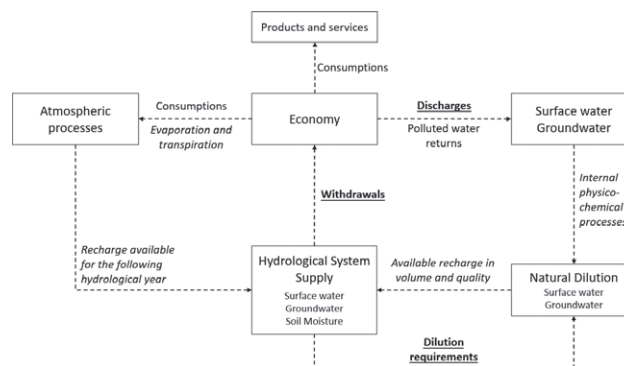 Products and services
Consumptions
Atmospheric
processes
Consumptions
Evaporation and
transpiration
Economy
Discharges
Polluted water
returns
Surface water
Groundwater
Withdrawals
Internal
physico-
chemical
processes
Recharge available
for the following
hydrological year
Hydrological System
Supply
Surface water
Groundwater
Soil Moisture
Available recharge in
volume and quality
Natural Dilution
Surface water
Groundwater
Dilution
requirements